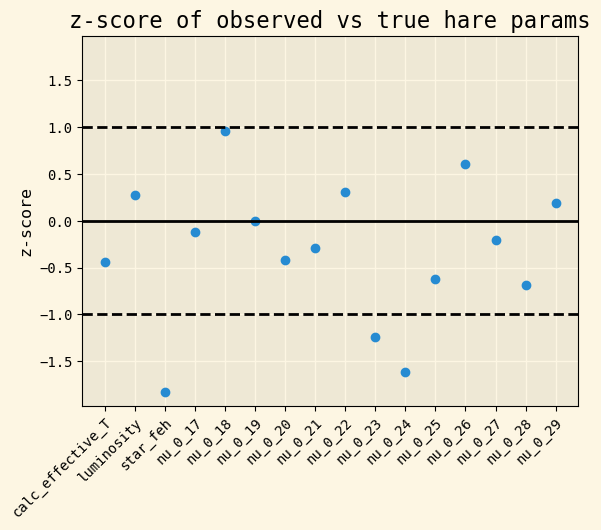 z-score of observed vs true hare params
z-score
1.5
1.0
0.5
0.0
−0.5
−1.0
−1.5
calc_effective_T
luminosity
star_feh
nu_0_17
nu_0_18
nu_0_19
nu_0_20
nu_0_21
nu_0_22
nu_0_23
nu_0_24
nu_0_25
nu_0_26
nu_0_27
nu_0_28
nu_0_29